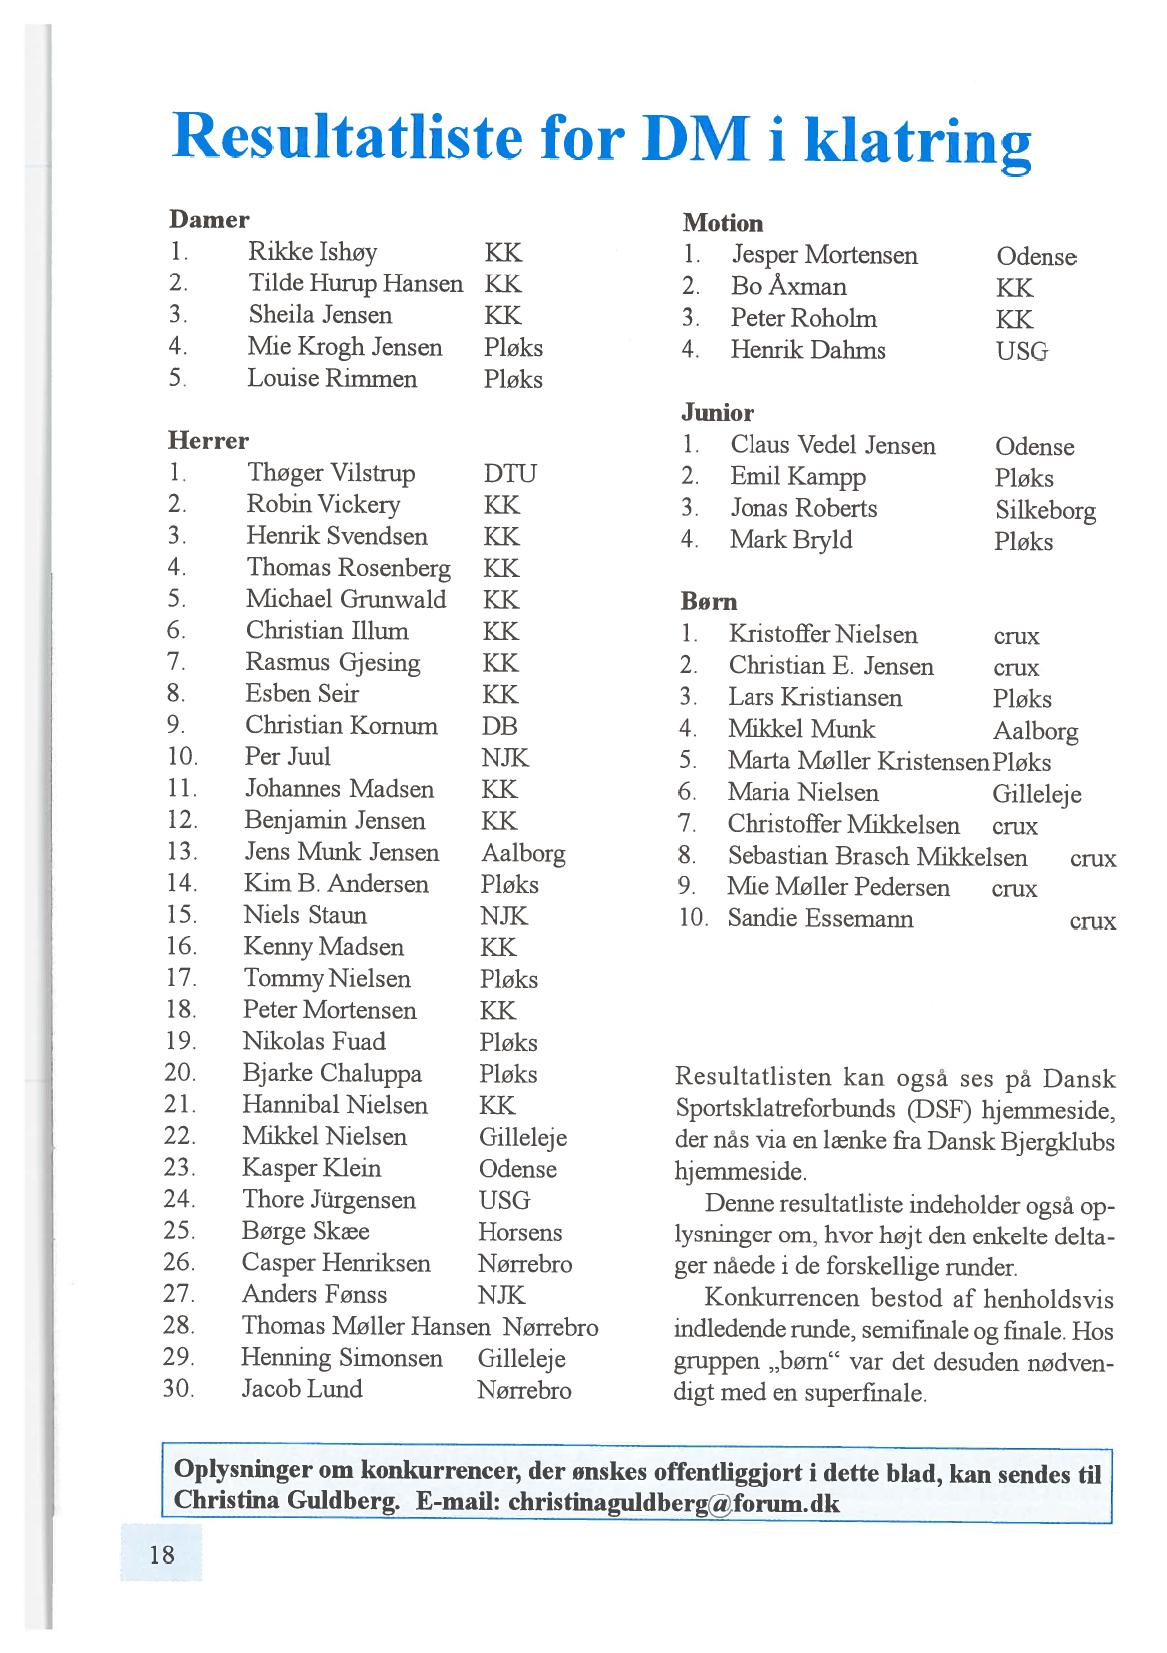 Resultatliste for DM i klatring
Damer
1. Rikke Ishøy KK
2. Tilde Hurup Hansen KK
3. Sheila Jensen KK
4. Mie Krogh Jensen Pløks
5. Louise Rimmen Pløks
Herrer
1. Thøger Vilstrup DTU
2. Robin Vickery KK
3. Henrik Svendsen KK
4. Thomas Rosenberg KK
5. Michael Grunwald KK
6. Christian Illum KK
7. Rasmus Gjesing KK
8. Esben Seir KK
9. Christian Kornum DB
10. Per Juul NJK
11. Johannes Madsen KK
12. Benjamin Jensen KK
13. Jens Munk Jensen Aalborg
14. Kim B. Andersen Pløks
15. Niels Staun NJK
16. Kenny Madsen KK
17. Tommy Nielsen Pløks
18. Peter Mortensen KK
19. Nikolas Fuad Pløks
20. Bjarke Chaluppa Pløks
21. Hannibal Nielsen KK
22. Mikkel Nielsen Gilleleje
23. Kasper Klein Odense
24. Thore Jürgensen USG
25. Børge Skæe Horsens
26. Casper Henriksen Nørrebro
27. Anders Fønss NJK
28. Thomas Møller Hansen Nørrebro
29. Henning Simonsen Gilleleje
30. Jacob Lund Nørrebro
Motion
1. Jesper Mortensen Odense
2. Bo Åxman KK
3. Peter Roholm KK
4. Henrik Dahms USG
Junior
1. Claus Vedel Jensen Odense
2. Emil Kampp Pløks
3. Jonas Roberts Silkeborg
4. Mark Bryld Pløks
Børn
1. Kristoffer Nielsen crux
2. Christian E. Jensen crux
3. Lars Kristiansen Pløks
4. Mikkel Munk Aalborg
5. Marta Møller Kristensen Pløks
6. Maria Nielsen Gilleleje
7. Christoffer Mikkelsen crux
8. Sebastian Brasch Mikkelsen crux
9. Mie Møller Pedersen crux
10. Sandie Essemann crux
Resultatlisten kan også ses på Dansk
Sportsklatreforbunds (DSF) hjemmeside,
der nås via en lænke fra Dansk Bjergklubs
hjemmeside.
Denne resultatliste indeholder også op-
lysninger om, hvor højt den enkelte delta-
ger nåede i de forskellige runder.
Konkurrencen bestod af henholdsvis
indledende runde, semifinale og finale. Hos
gruppen „børn“ var det desuden nødven-
digt med en superfinale.
Oplysninger om konkurrencer, der ønskes offentliggjort i dette blad, kan sendes til
Christina Guldberg. E-mail: christinaguldberg@forum.dk
18